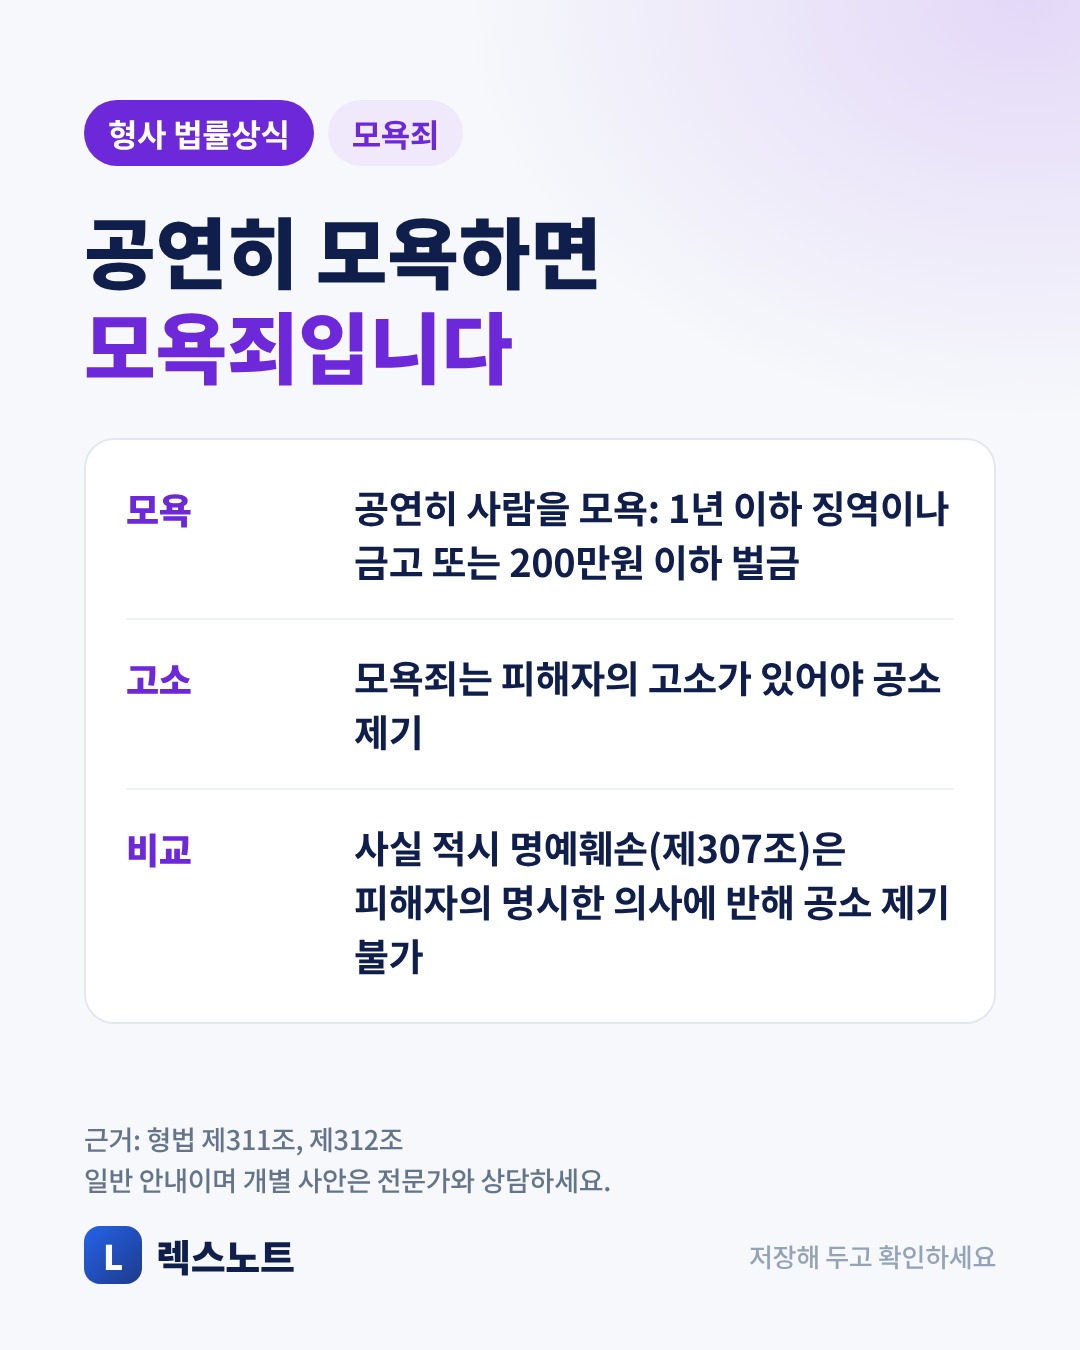 형사 법률상식
모욕죄
공연히 모욕하면
모욕죄입니다
모욕
공연히 사람을 모욕: 1년 이하 징역이나
금고 또는 200만원 이하 벌금
고소
모욕죄는 피해자의 고소가 있어야 공소
제기
비교
사실 적시 명예훼손(제307조)은
피해자의 명시한 의사에 반해 공소 제기
불가
근거: 형법 제311조, 제312조
일반 안내이며 개별 사안은 전문가와 상담하세요.
L 렉스노트
저장해 두고 확인하세요